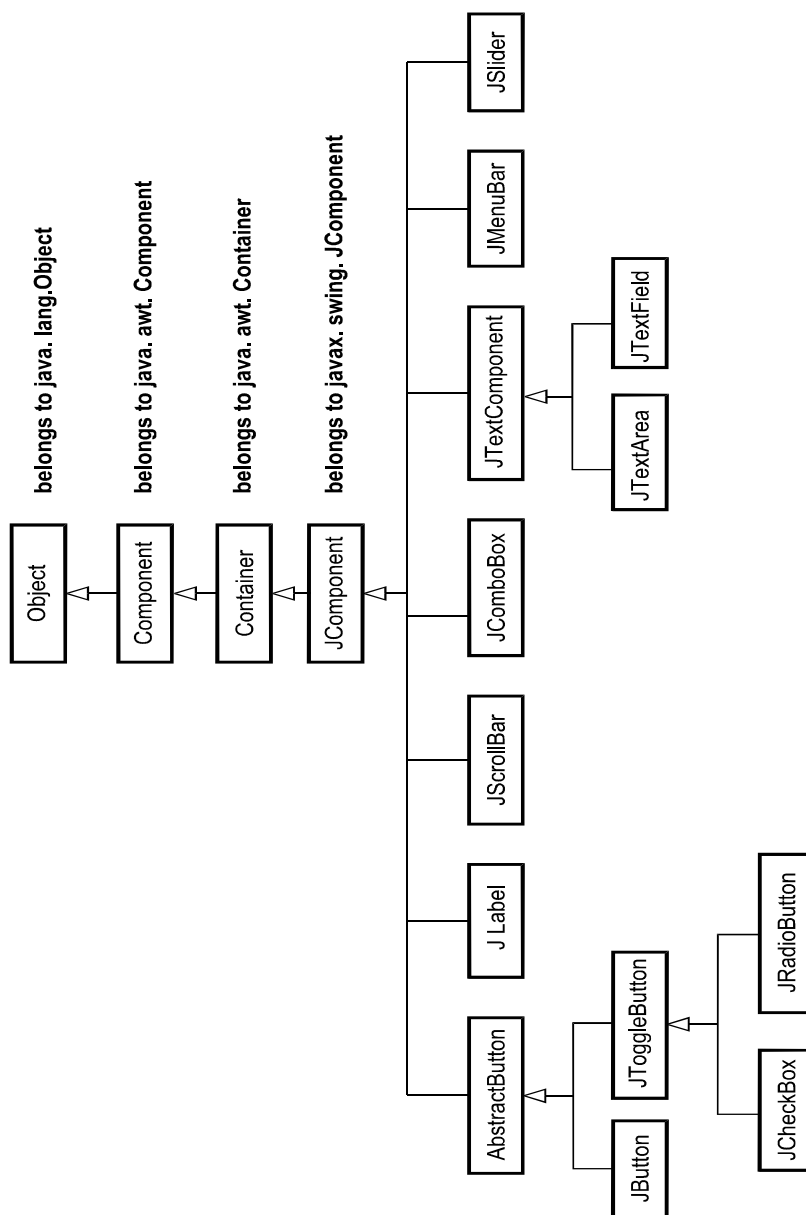 Object
belongs to java. lang.Object
Component
belongs to java. awt. Component
Container
belongs to java. awt. Container
JComponent
belongs to javax. swing. JComponent
AbstractButton
J Label
JScrollBar
JComboBox
JTextComponent
JMenuBar
JSlider
JButton
JToggleButton
JTextArea
JTextField
JCheckBox
JRadioButton